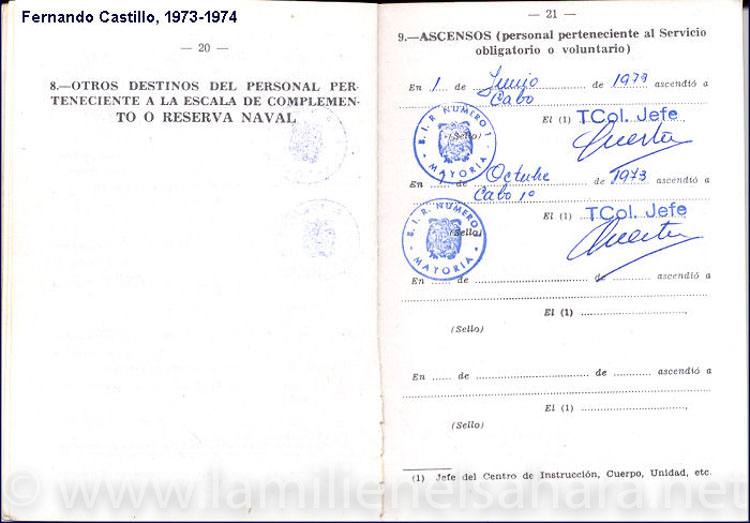 Fernando Castillo, 1973-1974
— 20 —
8.—OTROS DESTINOS DEL PERSONAL PER-
TENECIENTE A LA ESCALA DE COMPLEMEN-
TO O RESERVA NAVAL
— 21 —
9.—ASCENSOS (personal perteneciente al Servicio
obligatorio o voluntario)
En 1 de Junio de 1973 ascendió a
Cabo
El (1) TCol. Jefe
B.I.R. NUMERO 1
(Sello)
MAYORIA
En 1 de Octubre de 1973 ascendió a
Cabo 1º
El (1) TCol. Jefe
B.I.R. NUMERO 1
(Sello)
MAYORIA
En ...... de ........................ de .......... ascendió a
El (1) ..........................,
(Sello)
En ...... de ........................ de .......... ascendió a
El (1) ..........................,
(Sello)
(1) Jefe del Centro de Instrucción, Cuerpo, Unidad, etc.
© www.lamilienelsahara.net